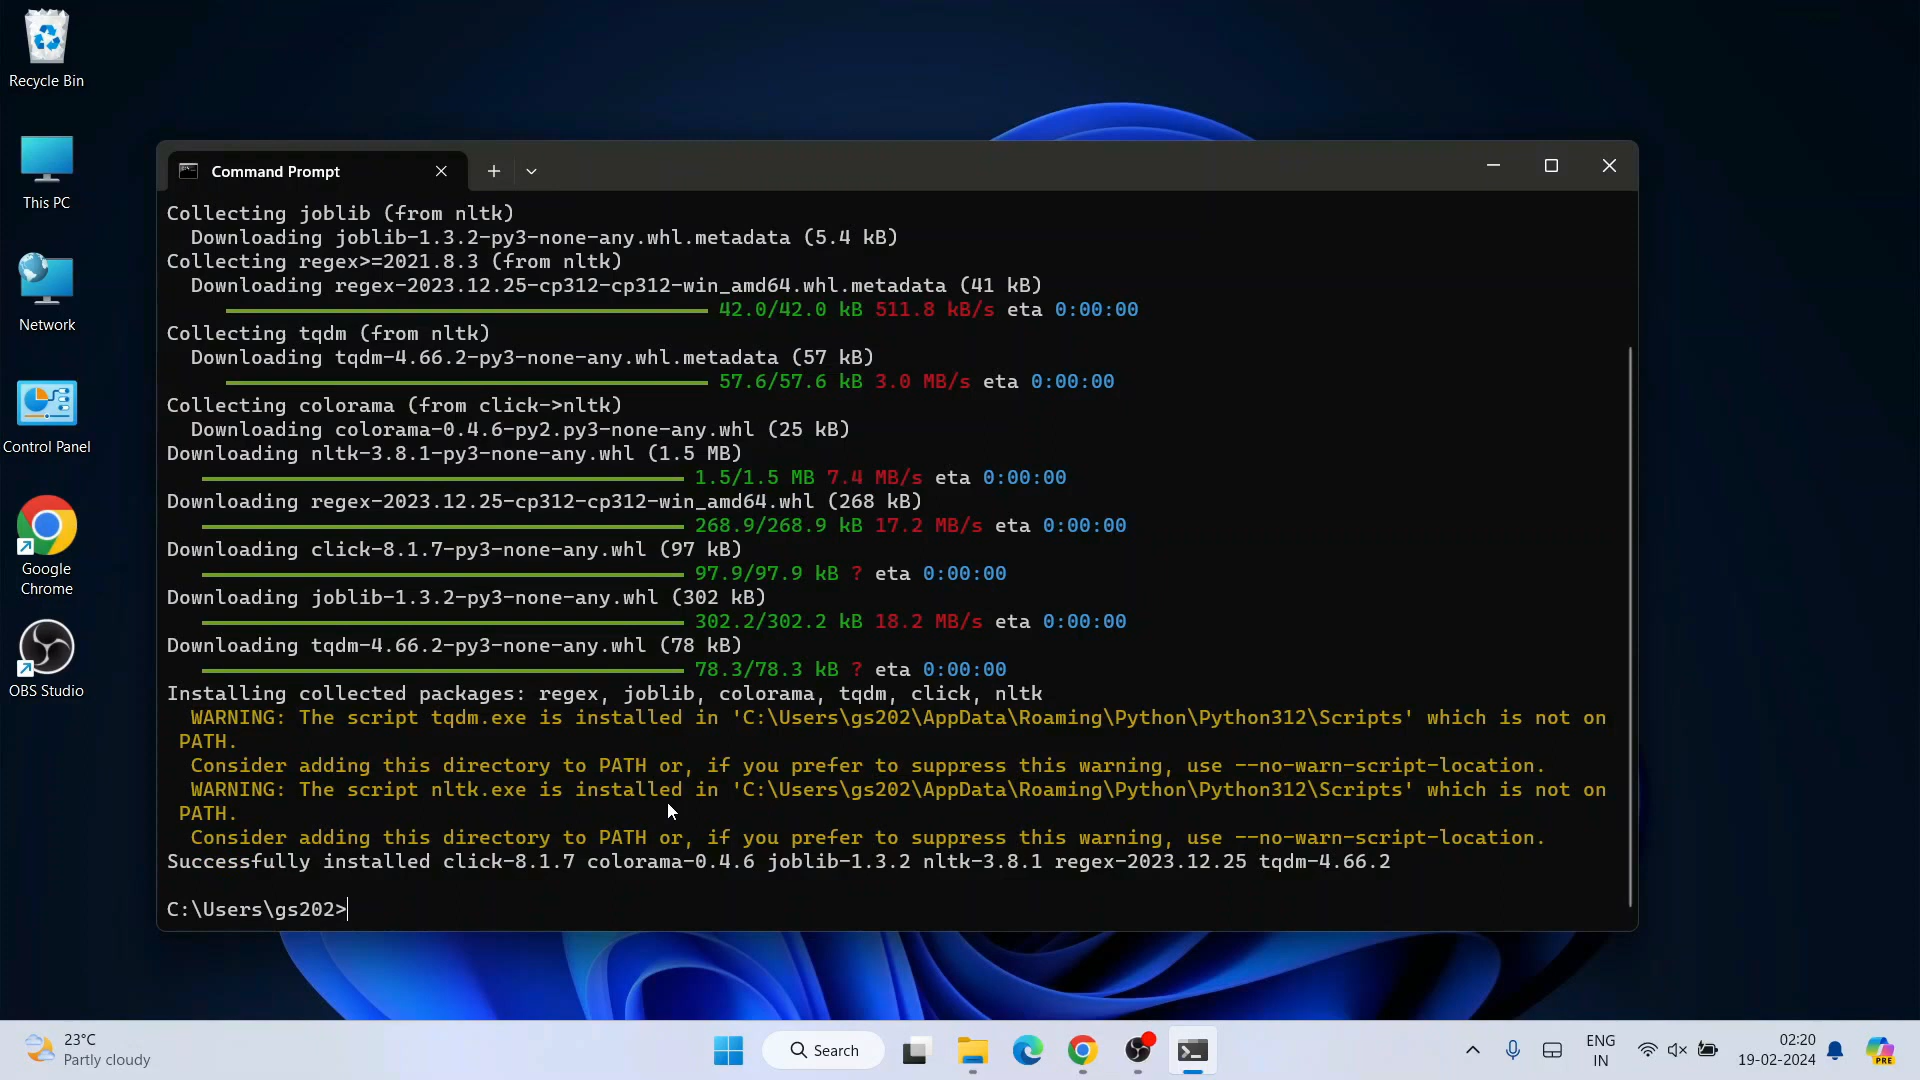 Recycle Bin
This PC
Network
Control Panel
Google
Chrome
OBS Studio
Command Prompt
Collecting joblib (from nltk)
  Downloading joblib-1.3.2-py3-none-any.whl.metadata (5.4 kB)
Collecting regex>=2021.8.3 (from nltk)
  Downloading regex-2023.12.25-cp312-cp312-win_amd64.whl.metadata (41 kB)
42.0/42.0 kB 511.8 kB/s eta 0:00:00
Collecting tqdm (from nltk)
  Downloading tqdm-4.66.2-py3-none-any.whl.metadata (57 kB)
57.6/57.6 kB 3.0 MB/s eta 0:00:00
Collecting colorama (from click->nltk)
  Downloading colorama-0.4.6-py2.py3-none-any.whl (25 kB)
Downloading nltk-3.8.1-py3-none-any.whl (1.5 MB)
1.5/1.5 MB 7.4 MB/s eta 0:00:00
Downloading regex-2023.12.25-cp312-cp312-win_amd64.whl (268 kB)
268.9/268.9 kB 17.2 MB/s eta 0:00:00
Downloading click-8.1.7-py3-none-any.whl (97 kB)
97.9/97.9 kB ? eta 0:00:00
Downloading joblib-1.3.2-py3-none-any.whl (302 kB)
302.2/302.2 kB 18.2 MB/s eta 0:00:00
Downloading tqdm-4.66.2-py3-none-any.whl (78 kB)
78.3/78.3 kB ? eta 0:00:00
Installing collected packages: regex, joblib, colorama, tqdm, click, nltk
  WARNING: The script tqdm.exe is installed in 'C:\Users\gs202\AppData\Roaming\Python\Python312\Scripts' which is not on
 PATH.
  Consider adding this directory to PATH or, if you prefer to suppress this warning, use --no-warn-script-location.
  WARNING: The script nltk.exe is installed in 'C:\Users\gs202\AppData\Roaming\Python\Python312\Scripts' which is not on
 PATH.
  Consider adding this directory to PATH or, if you prefer to suppress this warning, use --no-warn-script-location.
Successfully installed click-8.1.7 colorama-0.4.6 joblib-1.3.2 nltk-3.8.1 regex-2023.12.25 tqdm-4.66.2
C:\Users\gs202>
23°C
Partly cloudy
Search
ENG
IN
02:20
19-02-2024
PRE